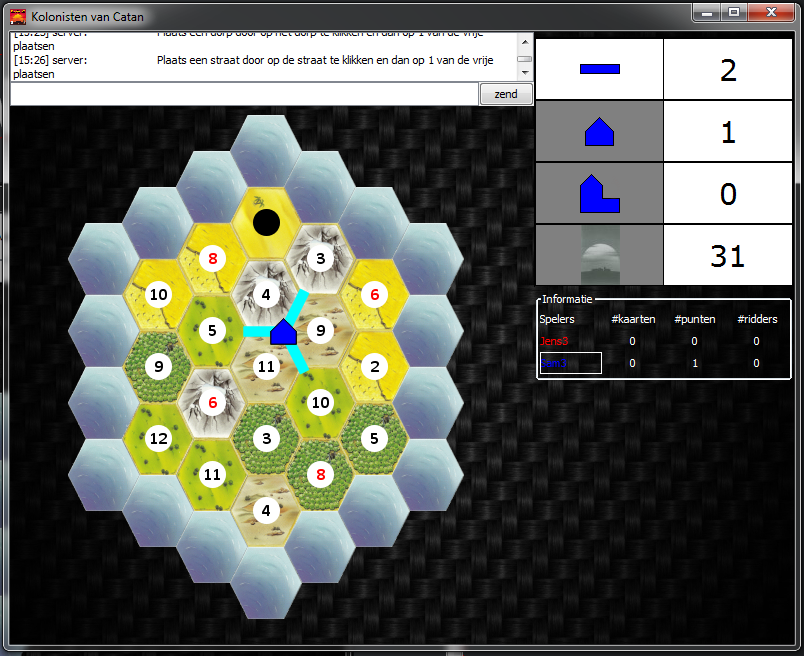 Kolonisten van Catan
[15:25] server: Plaats een dorp door op het dorp te klikken en dan op 1 van de vrije
plaatsen
[15:26] server: Plaats een straat door op de straat te klikken en dan op 1 van de vrije
plaatsen
zend
2
1
0
31
Informatie
Spelers #kaarten #punten #ridders
0 0 0
0 1 0
8 3
10 4 6
5 9
9 11 2
6 10
12 3 5
11 8
4